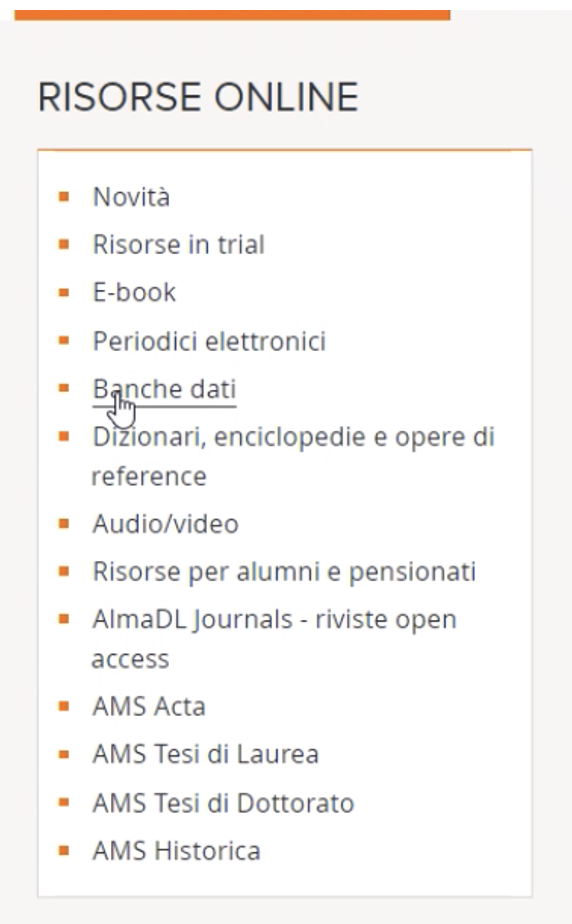 RISORSE ONLINE
Novità
Risorse in trial
E-book
Periodici elettronici
Banche dati
Dizionari, enciclopedie e opere di
reference
Audio/video
Risorse per alumni e pensionati
AlmaDL Journals - riviste open
access
AMS Acta
AMS Tesi di Laurea
AMS Tesi di Dottorato
AMS Historica